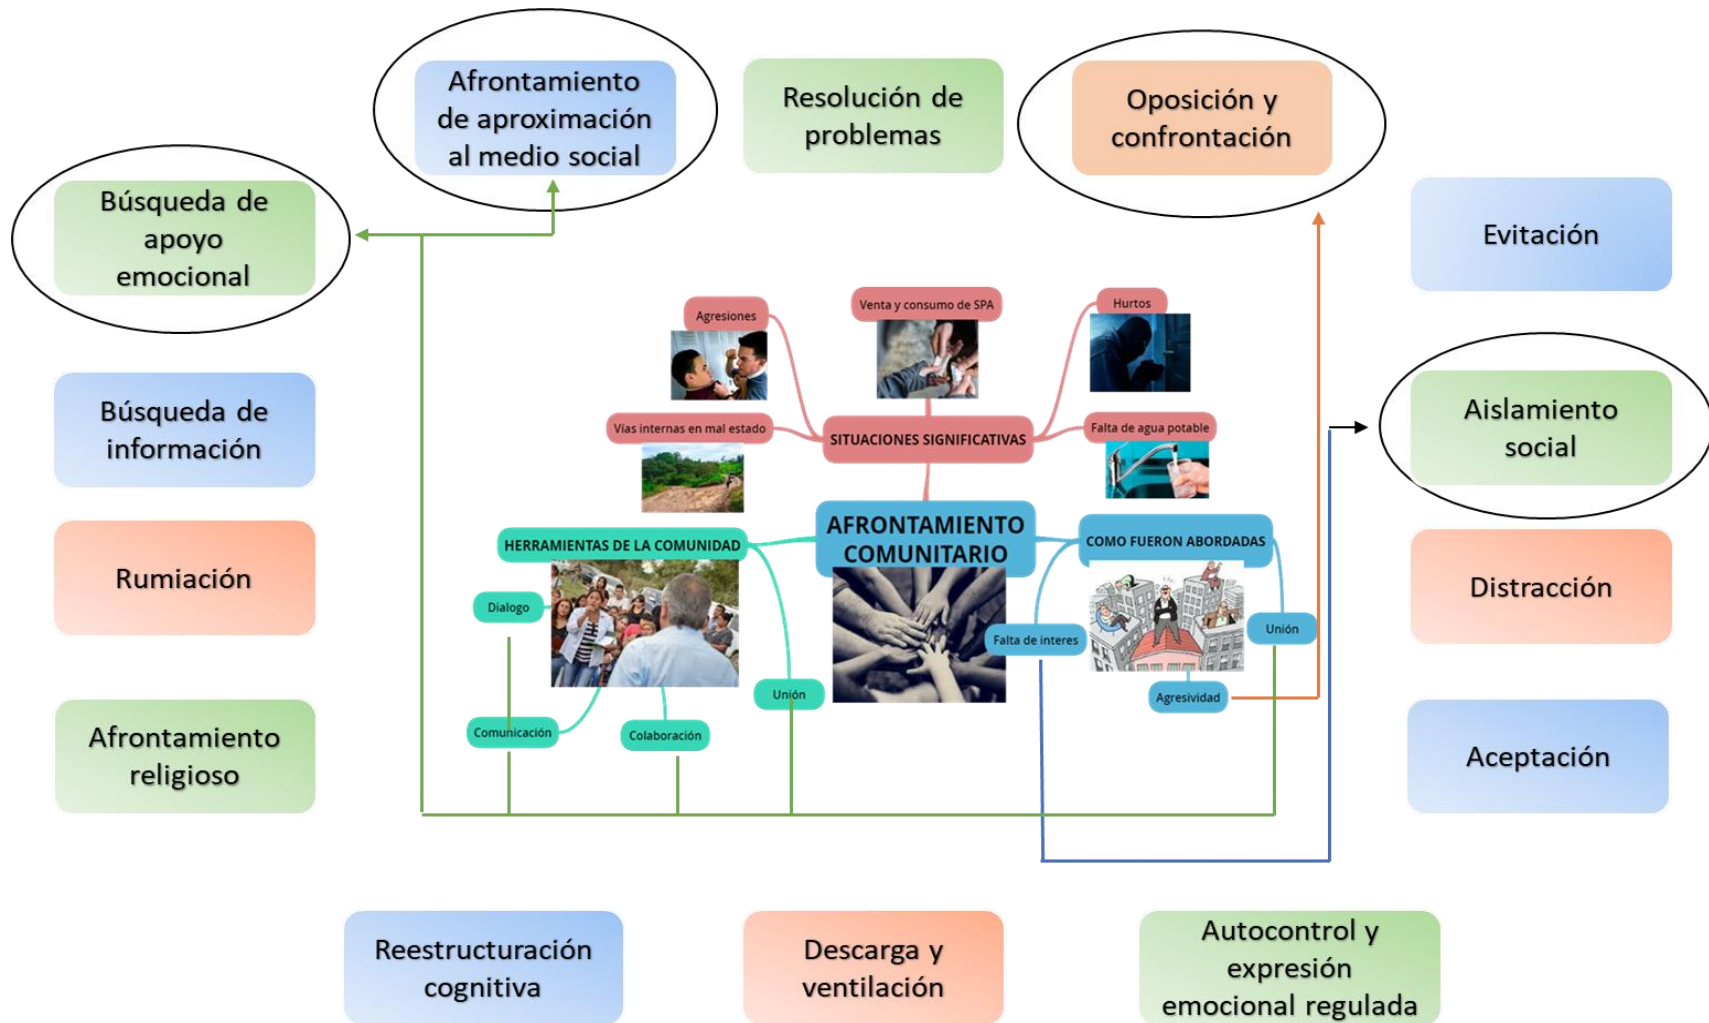 Afrontamiento
de aproximación
al medio social
Resolución de
problemas
Oposición y
confrontación
Búsqueda de
apoyo
emocional
Evitación
Agresiones
Venta y consumo de SPA
Hurtos
Búsqueda de
información
Vías internas en mal estado
SITUACIONES SIGNIFICATIVAS
Falta de agua potable
Aislamiento
social
AFRONTAMIENTO
COMUNITARIO
HERRAMIENTAS DE LA COMUNIDAD
COMO FUERON ABORDADAS
Rumiación
Distracción
Dialogo
Falta de interes
Unión
Unión
Agresividad
Comunicación
Colaboración
Afrontamiento
religioso
Aceptación
Reestructuración
cognitiva
Descarga y
ventilación
Autocontrol y
expresión
emocional regulada